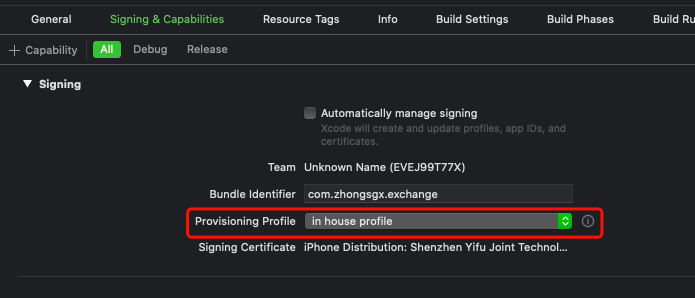 General Signing & Capabilities Resource Tags Info Build Settings Build Phases Build Ru
+ Capability All Debug Release
Signing
Automatically manage signing
Xcode will create and update profiles, app IDs, and
certificates.
Team Unknown Name (EVEJ99T77X)
Bundle Identifier com.zhongsgx.exchange
Provisioning Profile in house profile
Signing Certificate iPhone Distribution: Shenzhen Yifu Joint Technol...